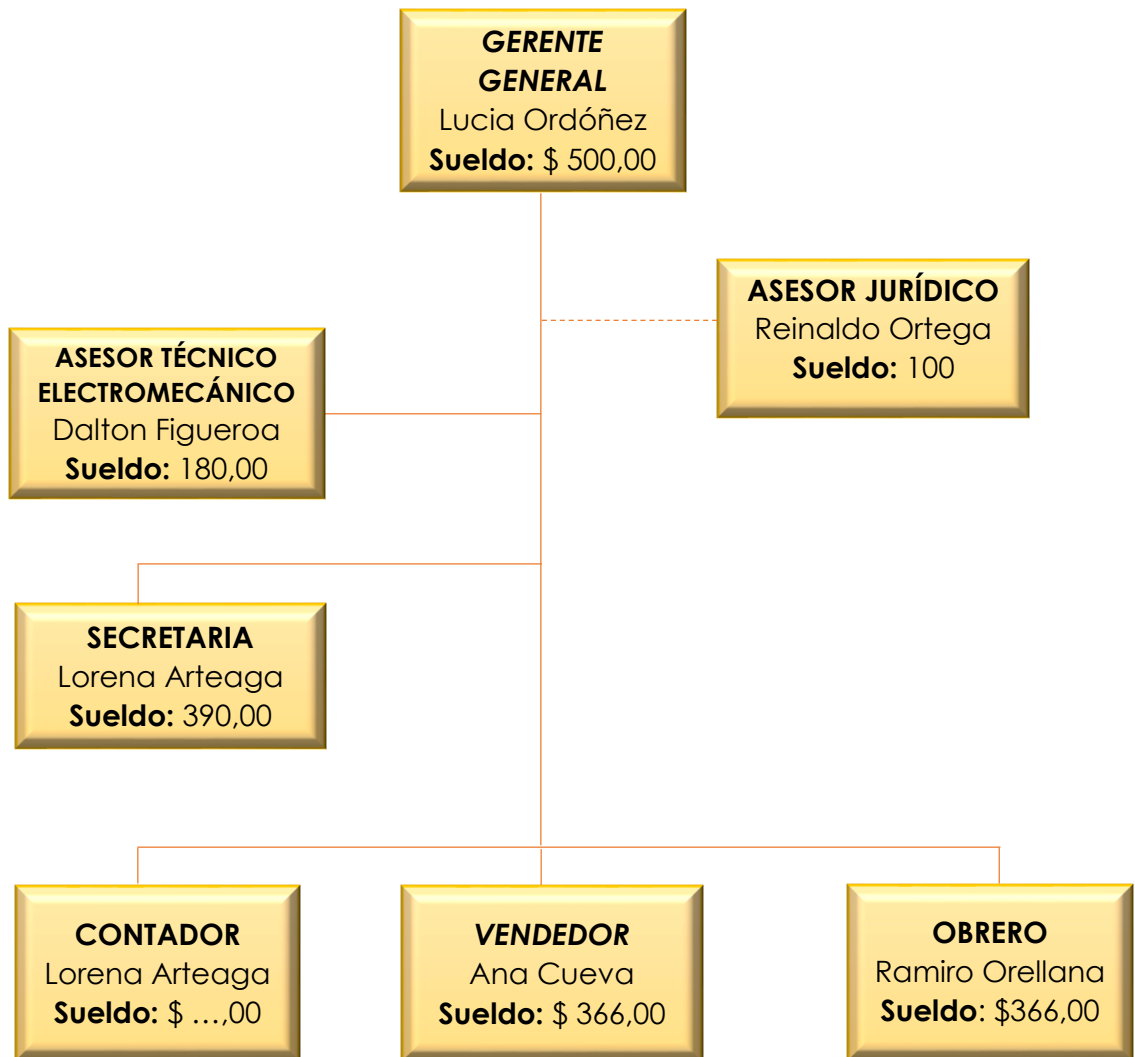 GERENTE
GENERAL
Lucia Ordóñez
Sueldo: $ 500,00
ASESOR JURÍDICO
Reinaldo Ortega
Sueldo: 100
ASESOR TÉCNICO
ELECTROMECÁNICO
Dalton Figueroa
Sueldo: 180,00
SECRETARIA
Lorena Arteaga
Sueldo: 390,00
CONTADOR
Lorena Arteaga
Sueldo: $ …,00
VENDEDOR
Ana Cueva
Sueldo: $ 366,00
OBRERO
Ramiro Orellana
Sueldo: $366,00